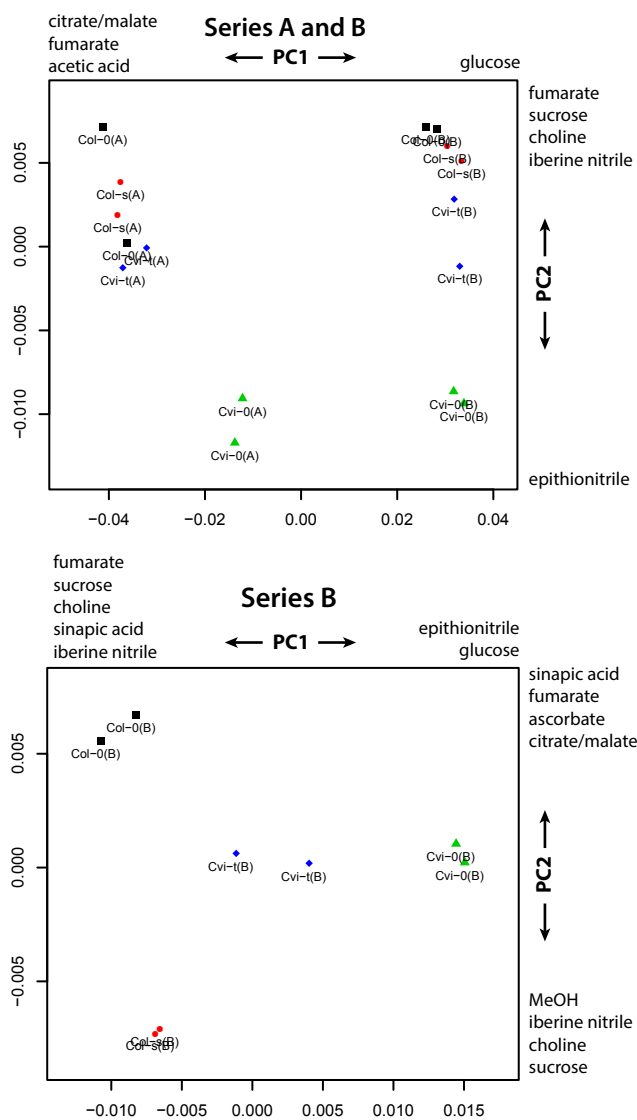 citrate/malate
fumarate
acetic acid
Series A and B
PC1
glucose
fumarate
sucrose
choline
iberine nitrile
PC2
epithionitrile
0.005
0.000
−0.005
−0.010
Col−0(A)
Col−0(B)
Col−0(B)
Col−s(B)
Col−s(B)
Col−s(A)
Cvi−t(B)
Col−s(A)
Col−0(A)
Cvi−t(A)
Cvi−t(A)
Cvi−t(B)
Cvi−0(A)
Cvi−0(B)
Cvi−0(B)
Cvi−0(A)
−0.04
−0.02
0.00
0.02
0.04
fumarate
sucrose
choline
sinapic acid
iberine nitrile
Series B
PC1
epithionitrile
glucose
sinapic acid
fumarate
ascorbate
citrate/malate
PC2
MeOH
iberine nitrile
choline
sucrose
0.005
0.000
−0.005
Col−0(B)
Col−0(B)
Cvi−t(B)
Cvi−t(B)
Cvi−0(B)
Cvi−0(B)
Col−s(B)
Col−s(B)
−0.010
−0.005
0.000
0.005
0.010
0.015